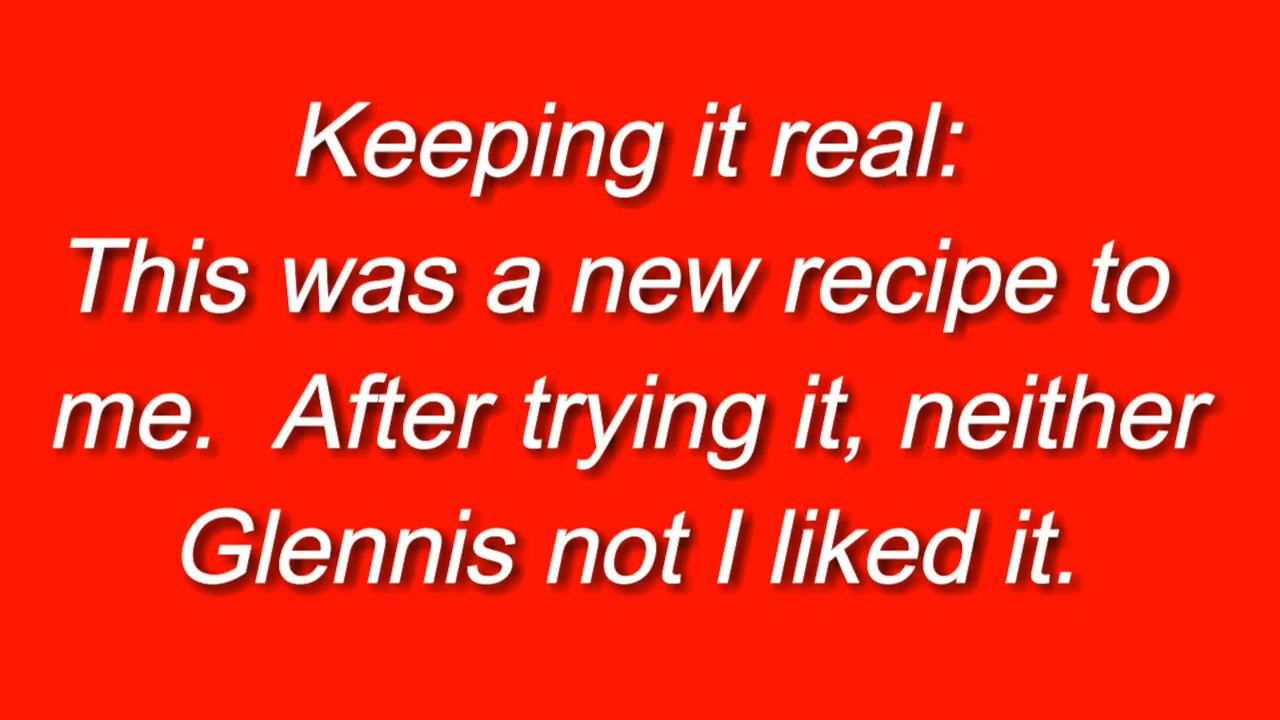 Keeping it real:
This was a new recipe to
me.  After trying it, neither
Glennis not I liked it.